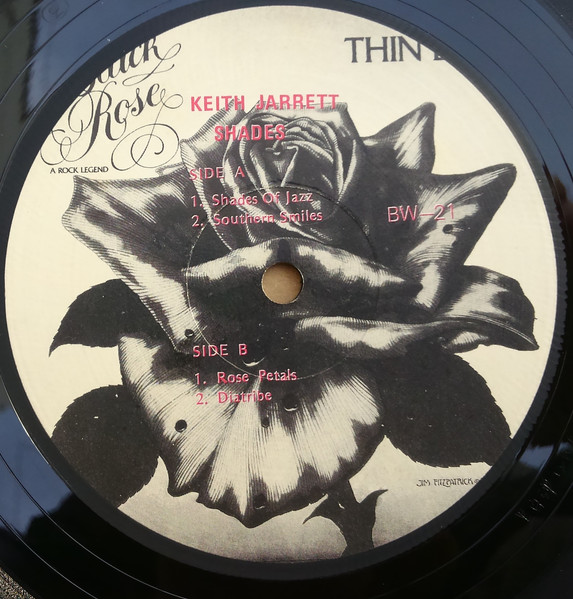 THIN
Rose
A ROCK LEGEND
KEITH JARRETT
SHADES
SIDE A
1. Shades Of Jazz
2. Southern Smiles
BW-21
SIDE B
1. Rose Petals
2. Diatribe
JIM FITZPATRICK